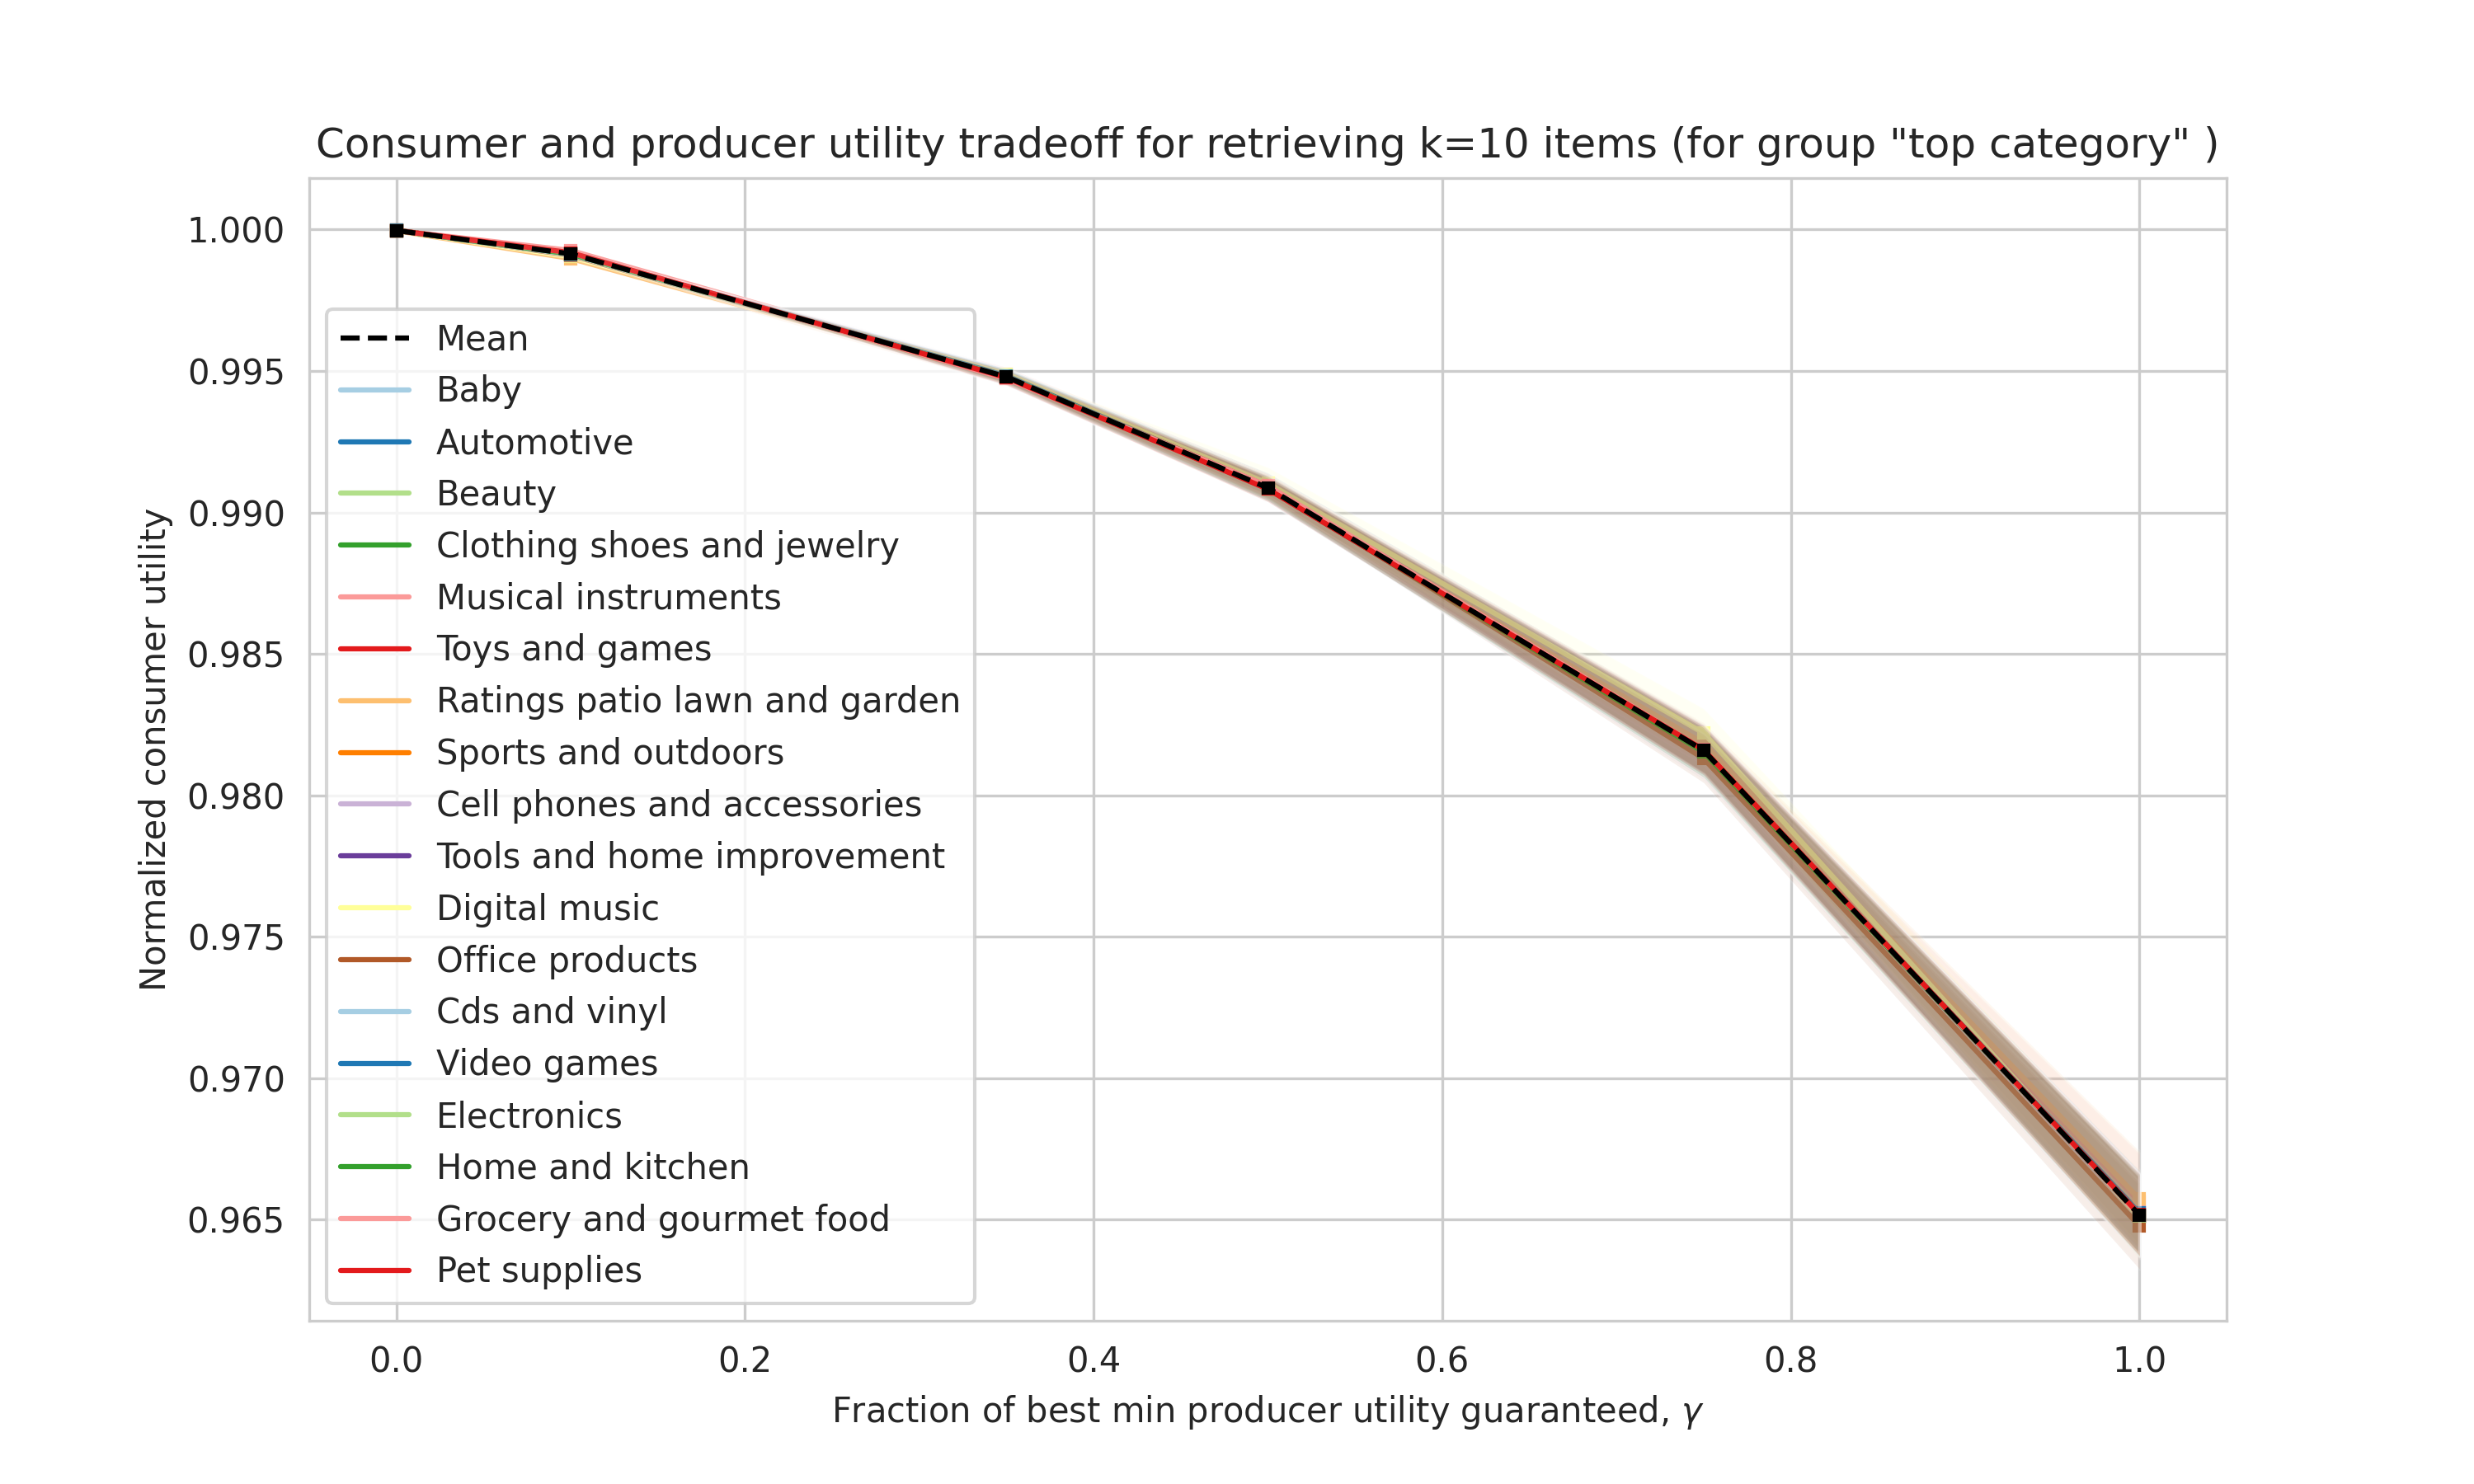 Consumer and producer utility tradeoff for retrieving k=10 items (for group "top category" )
1.000
0.995
0.990
0.985
0.980
0.975
0.970
0.965
Normalized consumer utility
Mean
Baby
Automotive
Beauty
Clothing shoes and jewelry
Musical instruments
Toys and games
Ratings patio lawn and garden
Sports and outdoors
Cell phones and accessories
Tools and home improvement
Digital music
Office products
Cds and vinyl
Video games
Electronics
Home and kitchen
Grocery and gourmet food
Pet supplies
0.0 0.2 0.4 0.6 0.8 1.0
Fraction of best min producer utility guaranteed, γ